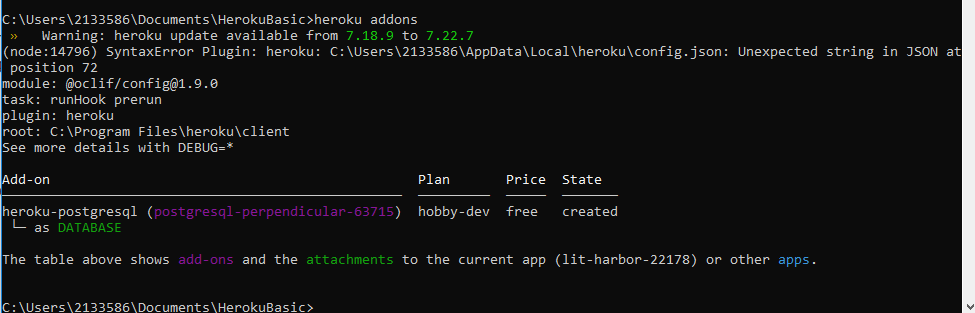 C:\Users\2133586\Documents\HerokuBasic>heroku addons
» Warning: heroku update available from 7.18.9 to 7.22.7
(node:14796) SyntaxError Plugin: heroku: C:\Users\2133586\AppData\Local\heroku\config.json: Unexpected string in JSON at
position 72
module: @oclif/config@1.9.0
task: runHook prerun
plugin: heroku
root: C:\Program Files\heroku\client
See more details with DEBUG=*
Add-on Plan Price State
heroku-postgresql (postgresql-perpendicular-63715) hobby-dev free created
└─ as DATABASE
The table above shows add-ons and the attachments to the current app (lit-harbor-22178) or other apps.
C:\Users\2133586\Documents\HerokuBasic>